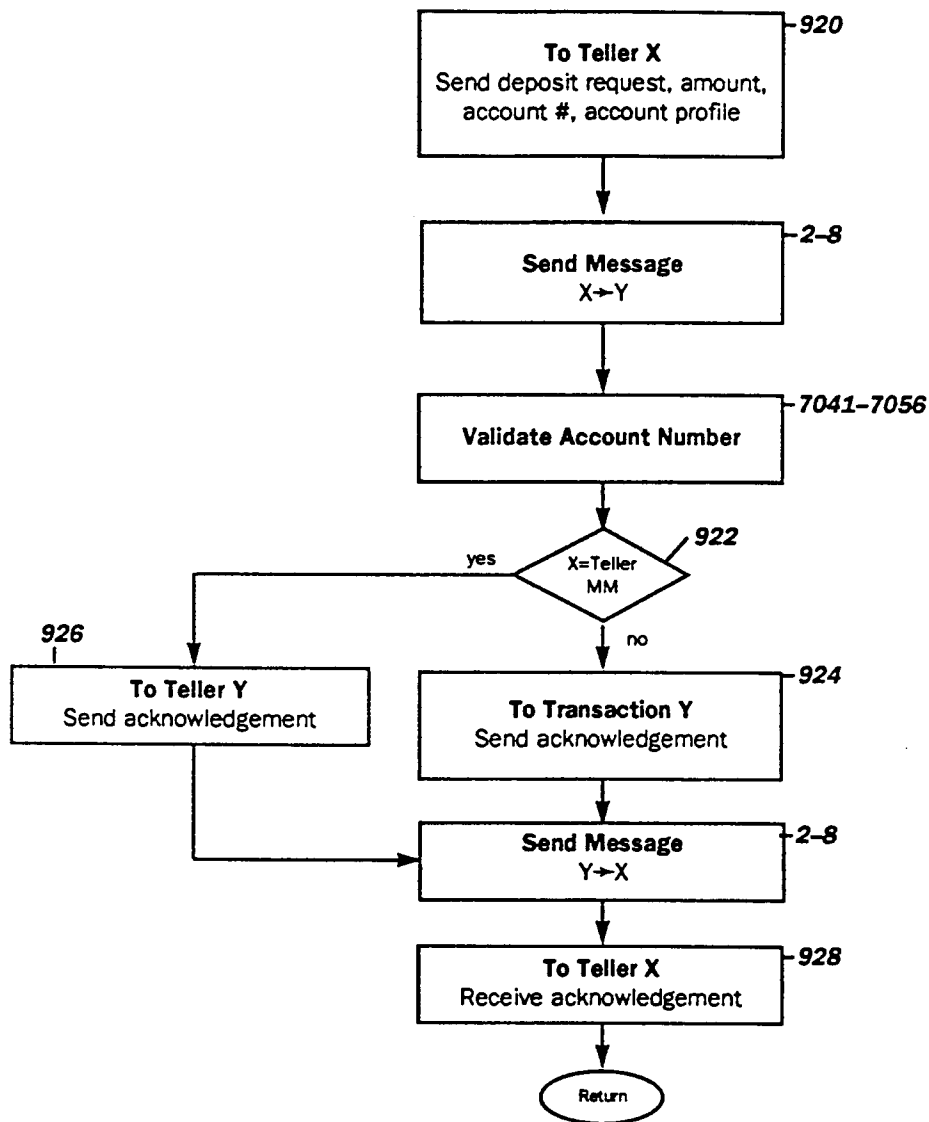 920
To Teller X
Send deposit request, amount,
account #, account profile
2–8
Send Message
X→Y
7041–7056
Validate Account Number
922
X=Teller
MM
yes
no
926
To Teller Y
Send acknowledgement
924
To Transaction Y
Send acknowledgement
2–8
Send Message
Y→X
928
To Teller X
Receive acknowledgement
Return